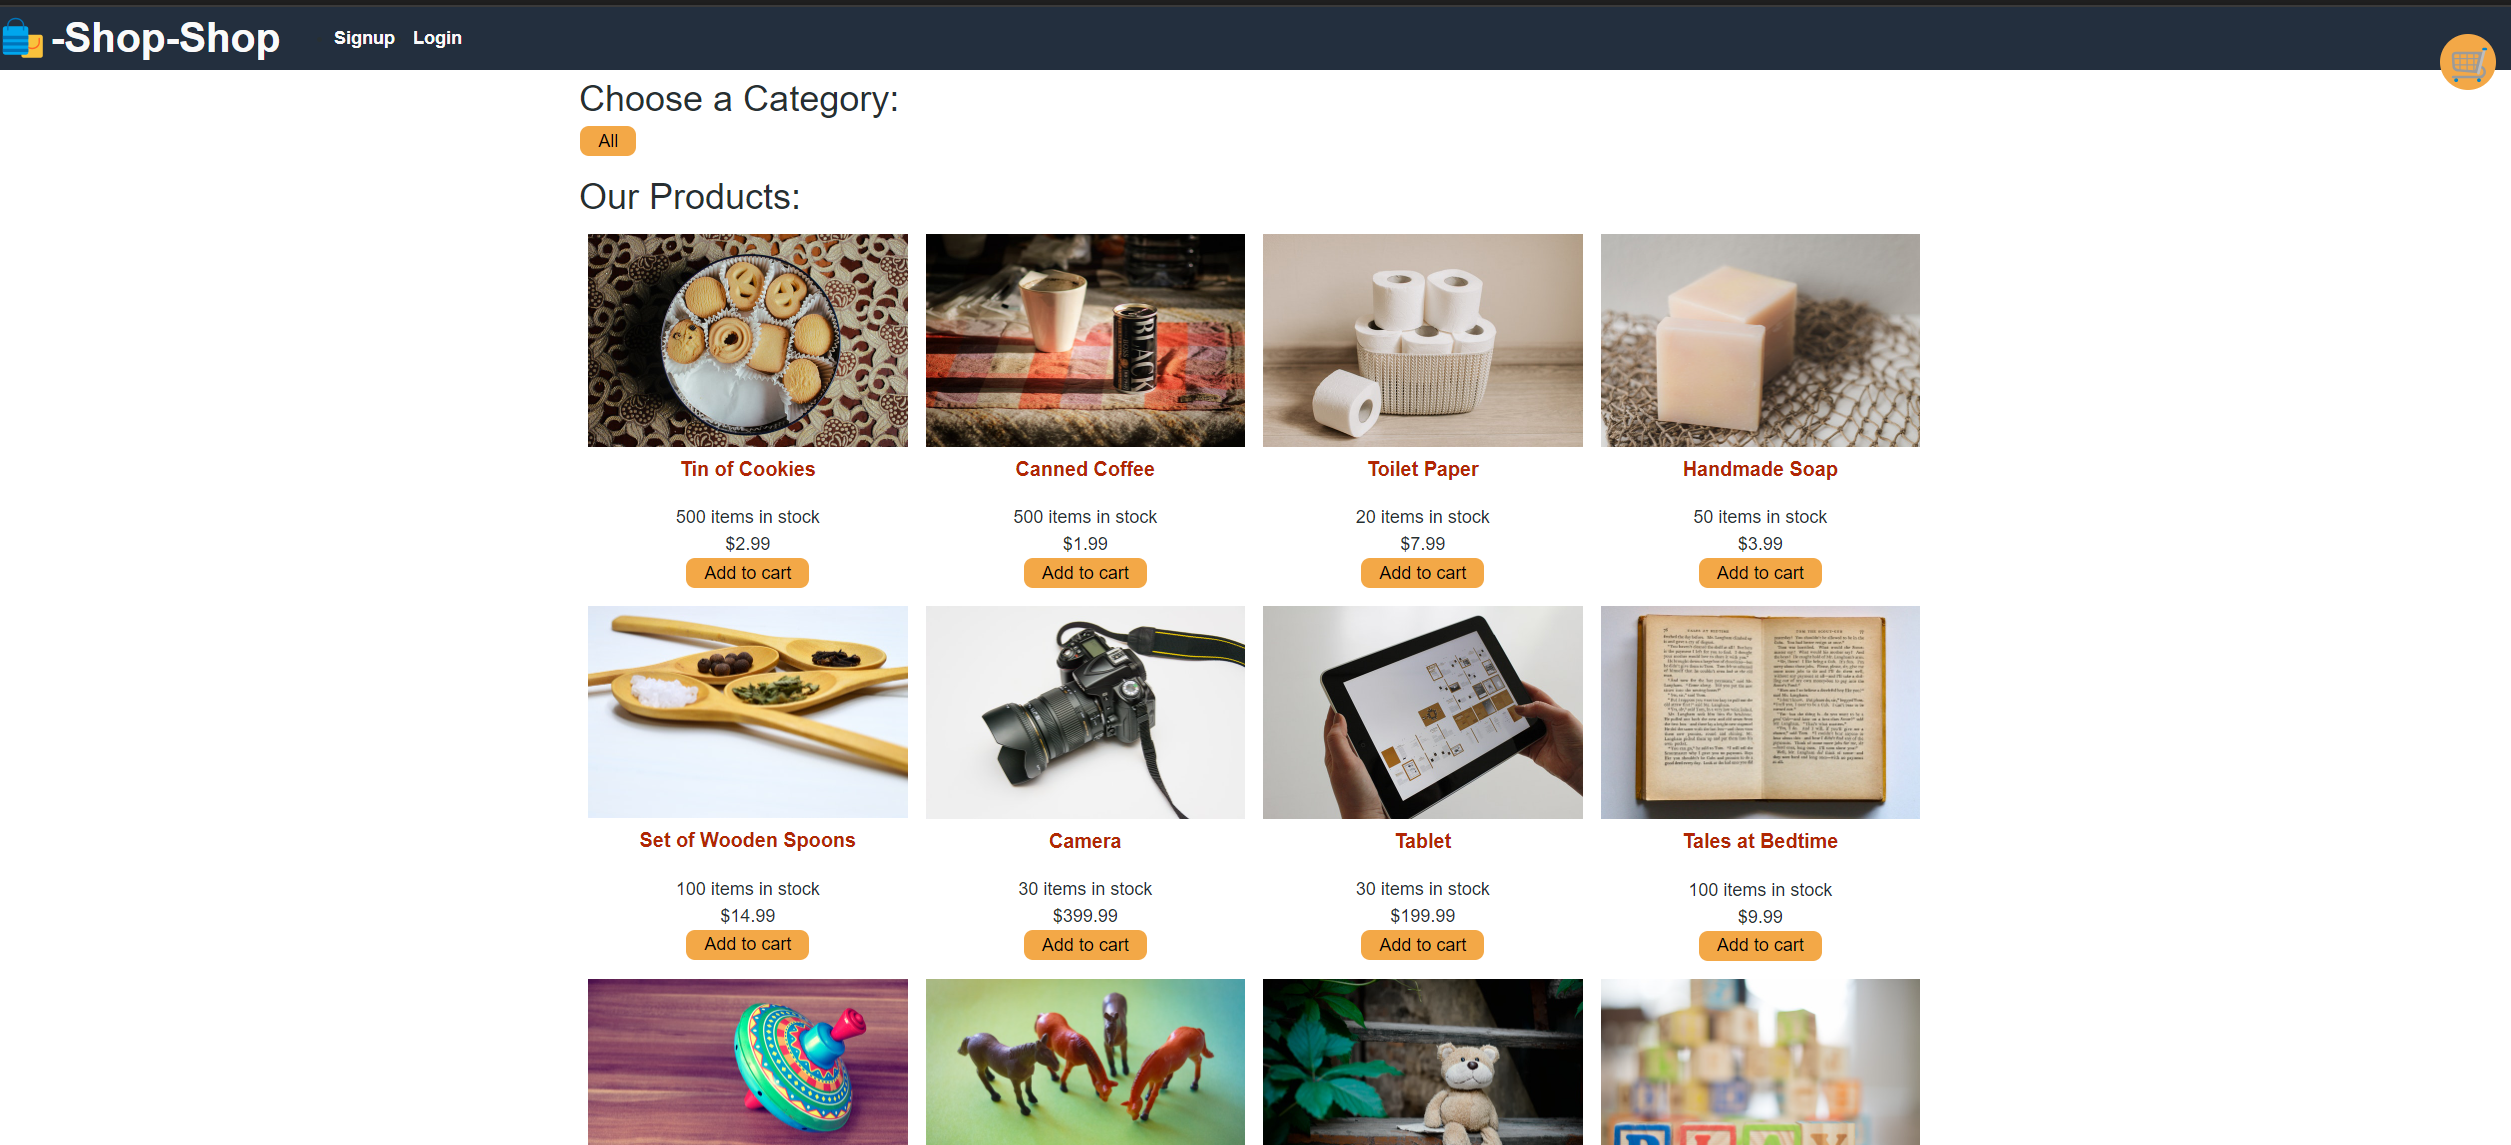 -Shop-Shop
Signup Login
Choose a Category:
All
Our Products:
BLACK
Tin of Cookies
500 items in stock
$2.99
Add to cart
Canned Coffee
500 items in stock
$1.99
Add to cart
Toilet Paper
20 items in stock
$7.99
Add to cart
Handmade Soap
50 items in stock
$3.99
Add to cart
Set of Wooden Spoons
100 items in stock
$14.99
Add to cart
Camera
30 items in stock
$399.99
Add to cart
Tablet
30 items in stock
$199.99
Add to cart
Tales at Bedtime
100 items in stock
$9.99
Add to cart